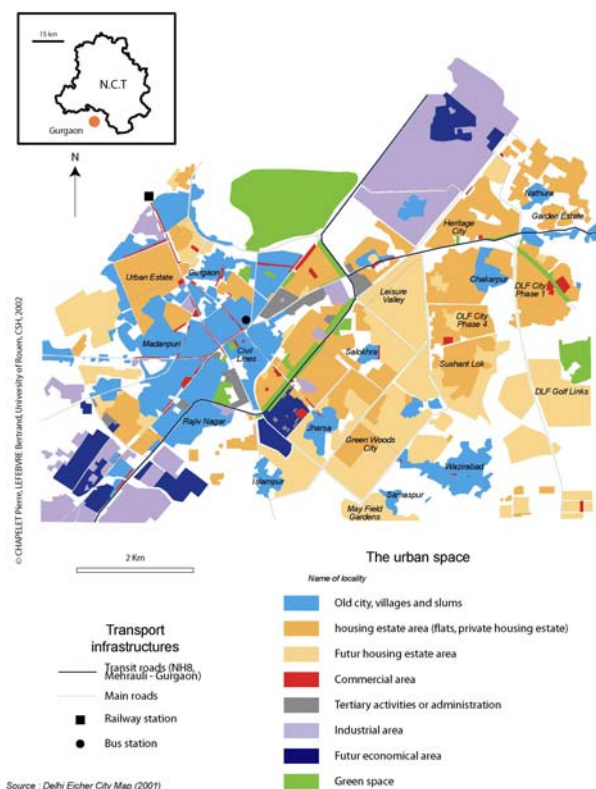 15 km
N.C.T
Gurgaon
N
Nathura
Heritage
City
Garden Estate
Urban Estate
Gurgaon
Leisure
Valley
Chakarpur
DLF City
Phase 1
Madanpuri
Civil
Lines
Salokhra
DLF City
Phase 4
Sushant Lok
DLF Golf Links
Rajiv Nagar
Jharsa
Green Woods
City
Wazirabad
Islampur
Samaspur
May Field
Gardens
© CHAPELET Pierre, LEFEBVRE Bertrand, University of Rouen, CSH, 2002
2 Km
The urban space
Name of locality
Old city, villages and slums
housing estate area (flats, private housing estate)
Futur housing estate area
Commercial area
Tertiary activities or administration
Industrial area
Futur economical area
Green space
Transport
infrastructures
Transit roads (NH8,
Mehrauli - Gurgaon)
Main roads
Railway station
Bus station
Source : Delhi Eicher City Map (2001)